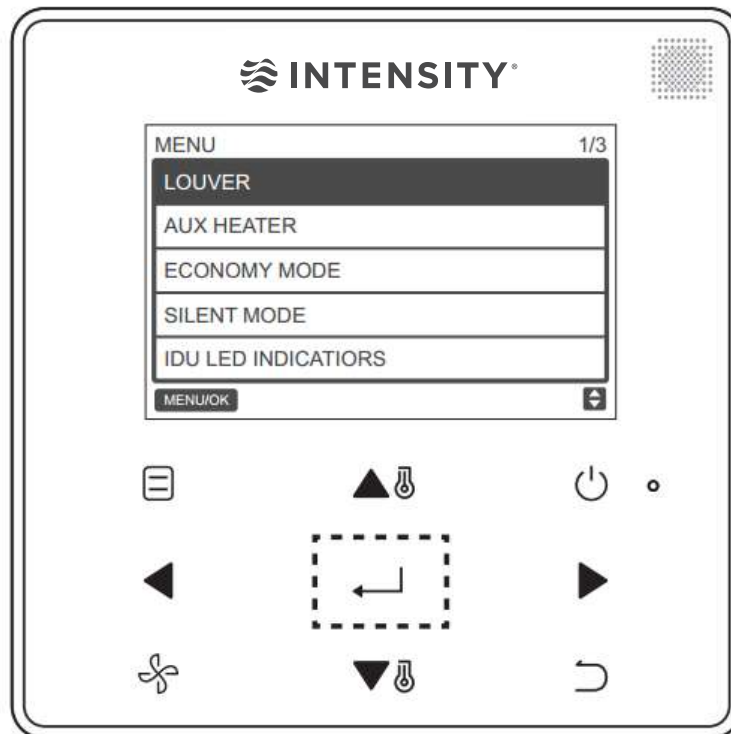 INTENSITY®
MENU 1/3
LOUVER
AUX HEATER
ECONOMY MODE
SILENT MODE
IDU LED INDICATIORS
MENU/OK